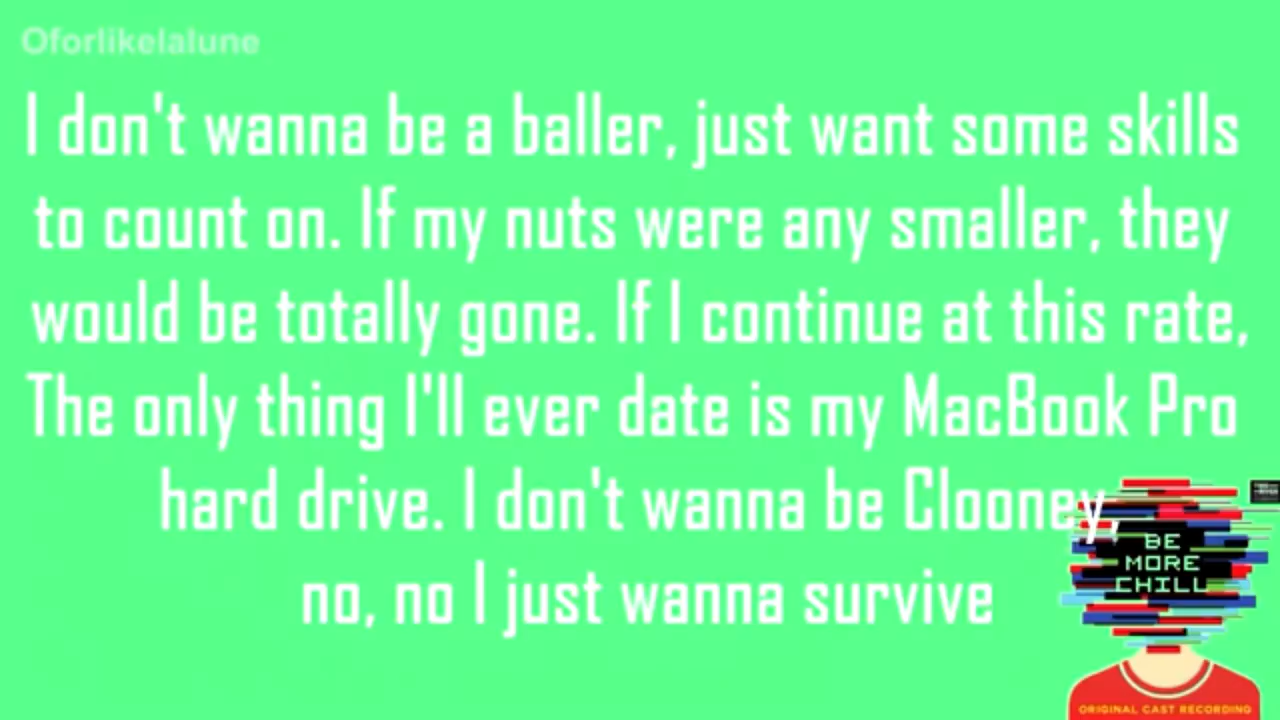 Oforlikelalune
I don't wanna be a baller, just want some skills
to count on. If my nuts were any smaller, they
would be totally gone. If I continue at this rate,
The only thing I'll ever date is my MacBook Pro
hard drive. I don't wanna be Clooney,
no, no I just wanna survive
BE
MORE
CHILL
ORIGINAL CAST RECORDING